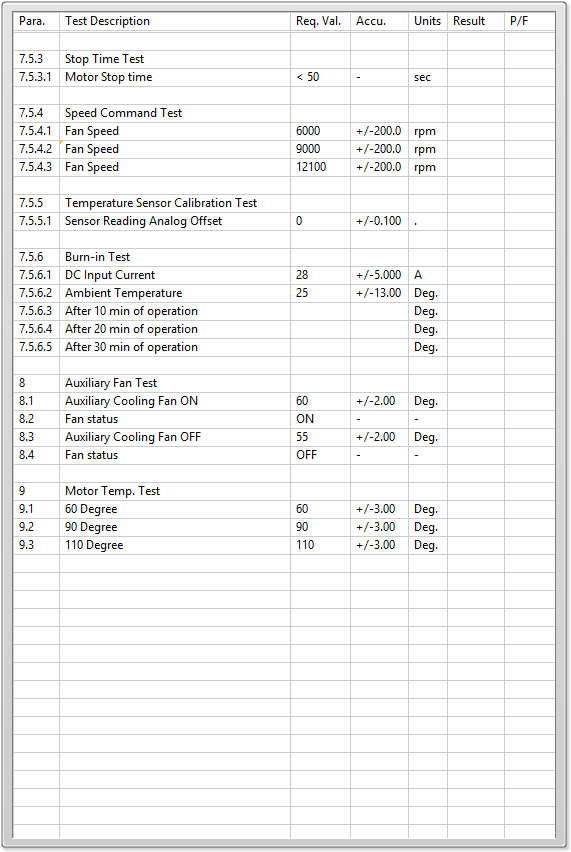 Para. Test Description Req. Val. Accu. Units Result P/F
7.5.3 Stop Time Test
7.5.3.1 Motor Stop time < 50 - sec
7.5.4 Speed Command Test
7.5.4.1 Fan Speed 6000 +/-200.0 rpm
7.5.4.2 Fan Speed 9000 +/-200.0 rpm
7.5.4.3 Fan Speed 12100 +/-200.0 rpm
7.5.5 Temperature Sensor Calibration Test
7.5.5.1 Sensor Reading Analog Offset 0 +/-0.100 .
7.5.6 Burn-in Test
7.5.6.1 DC Input Current 28 +/-5.000 A
7.5.6.2 Ambient Temperature 25 +/-13.00 Deg.
7.5.6.3 After 10 min of operation Deg.
7.5.6.4 After 20 min of operation Deg.
7.5.6.5 After 30 min of operation Deg.
8 Auxiliary Fan Test
8.1 Auxiliary Cooling Fan ON 60 +/-2.00 Deg.
8.2 Fan status ON - -
8.3 Auxiliary Cooling Fan OFF 55 +/-2.00 Deg.
8.4 Fan status OFF - -
9 Motor Temp. Test
9.1 60 Degree 60 +/-3.00 Deg.
9.2 90 Degree 90 +/-3.00 Deg.
9.3 110 Degree 110 +/-3.00 Deg.